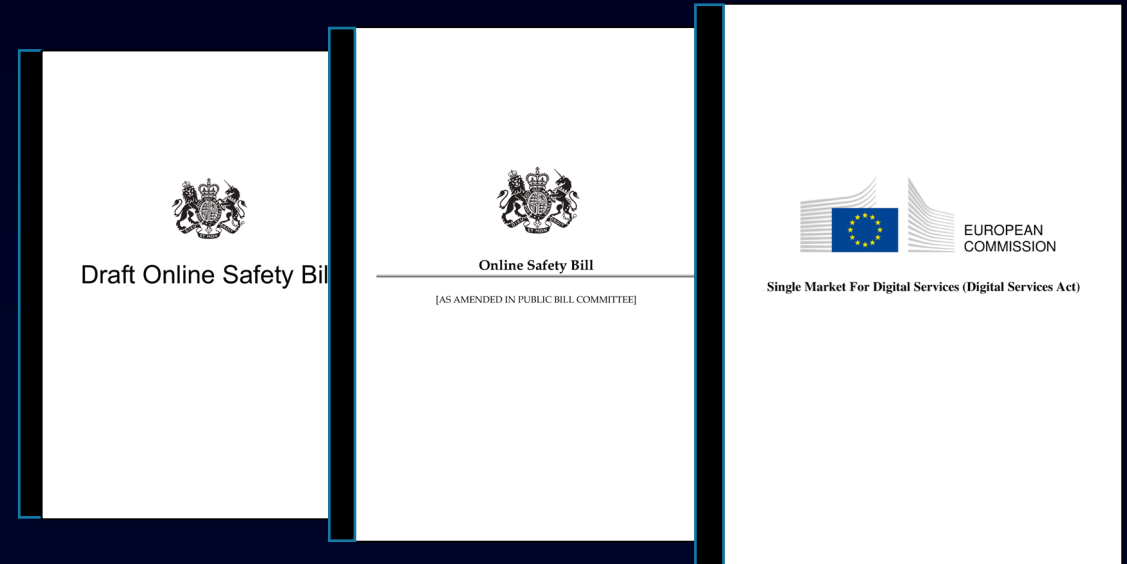 Draft Online Safety Bil
Online Safety Bill
[AS AMENDED IN PUBLIC BILL COMMITTEE]
EUROPEAN
COMMISSION
Single Market For Digital Services (Digital Services Act)